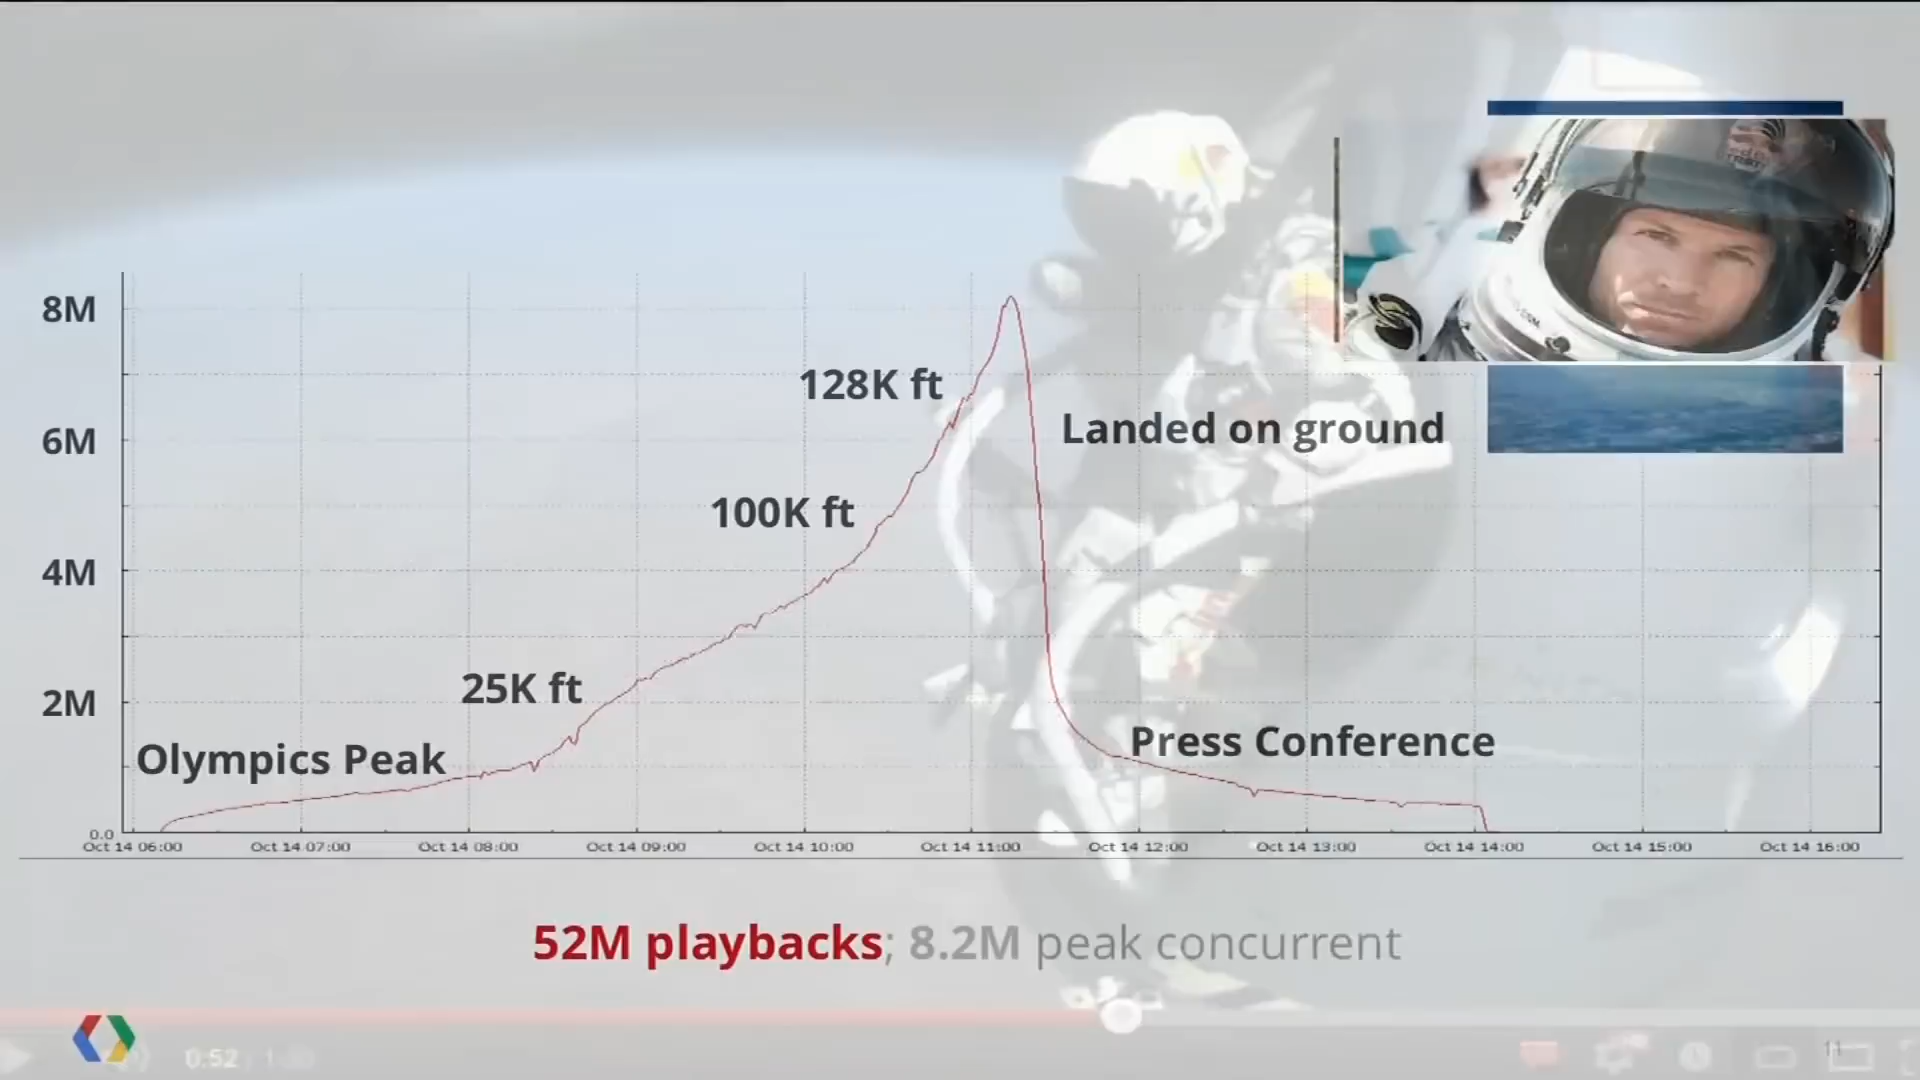 8M
128K ft
Landed on ground
6M
100K ft
4M
25K ft
2M
Olympics Peak
Press Conference
0.0
Oct 14 06:00 Oct 14 07:00 Oct 14 08:00 Oct 14 09:00 Oct 14 10:00 Oct 14 11:00 Oct 14 12:00 Oct 14 13:00 Oct 14 14:00 Oct 14 15:00 Oct 14 16:00
52M playbacks; 8.2M peak concurrent
0:52
11